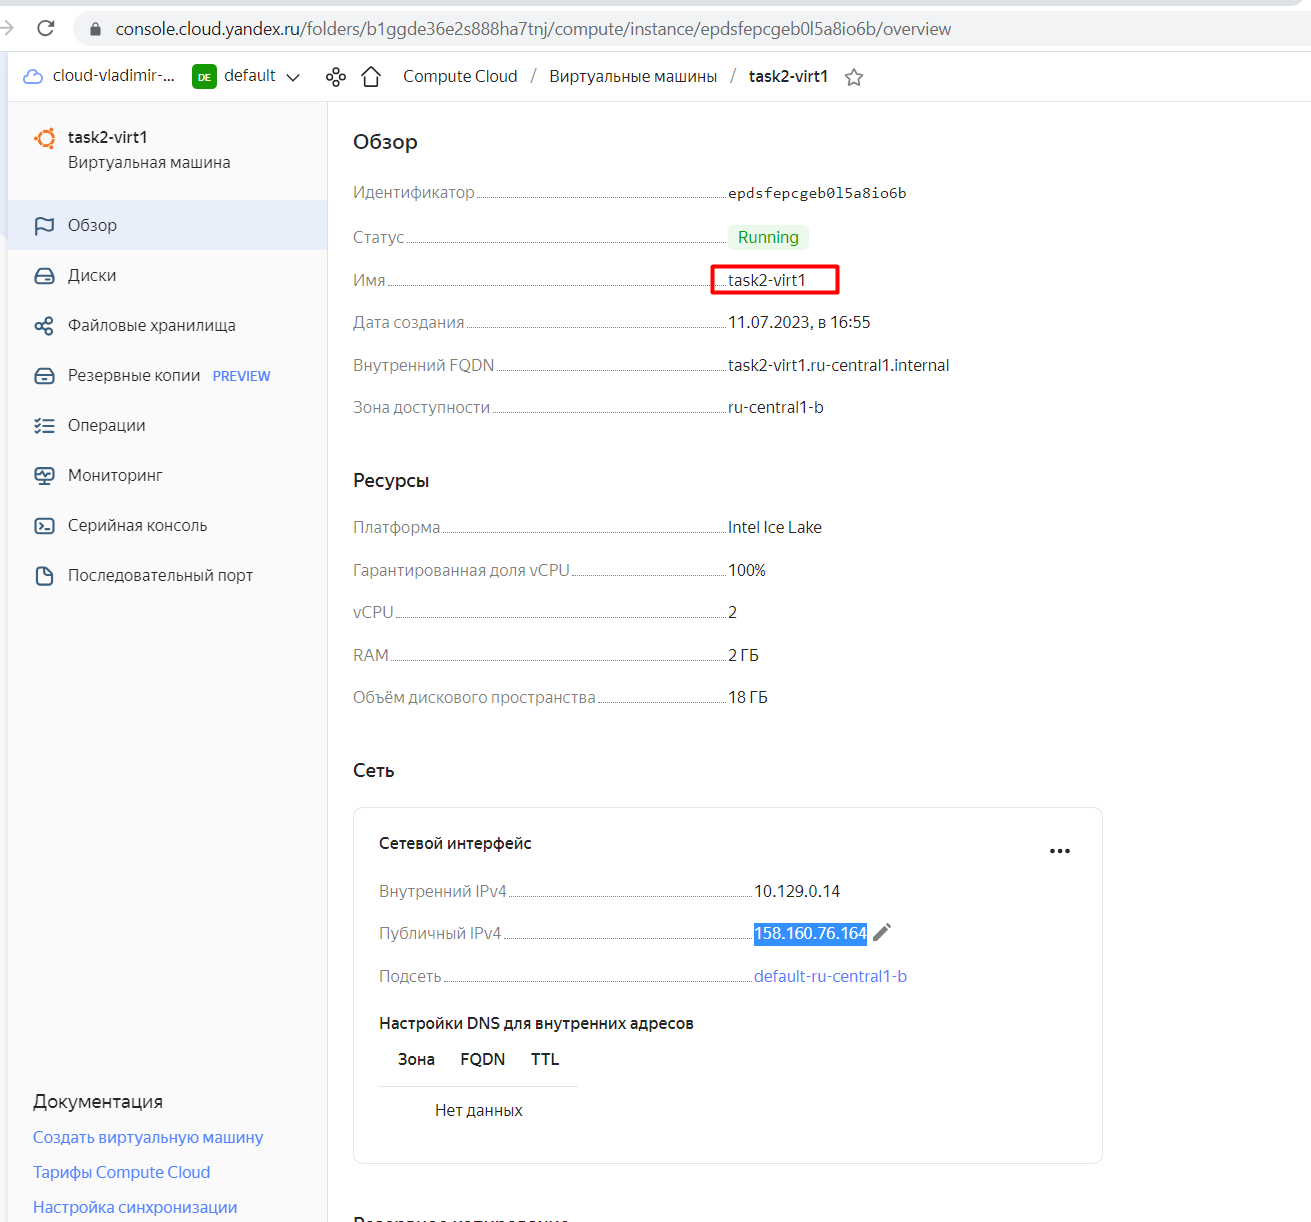 console.cloud.yandex.ru/folders/b1ggde36e2s888ha7tnj/compute/instance/epdsfepcgeb0l5a8io6b/overview
cloud-vladimir-... DE default Compute Cloud / Виртуальные машины / task2-virt1
task2-virt1
Виртуальная машина
Обзор
Диски
Файловые хранилища
Резервные копии PREVIEW
Операции
Мониторинг
Серийная консоль
Последовательный порт
Документация
Создать виртуальную машину
Тарифы Compute Cloud
Настройка синхронизации
Обзор
Идентификатор epdsfepcgeb0l5a8io6b
Статус Running
Имя task2-virt1
Дата создания 11.07.2023, в 16:55
Внутренний FQDN task2-virt1.ru-central1.internal
Зона доступности ru-central1-b
Ресурсы
Платформа Intel Ice Lake
Гарантированная доля vCPU 100%
vCPU 2
RAM 2 ГБ
Объём дискового пространства 18 ГБ
Сеть
Сетевой интерфейс
Внутренний IPv4 10.129.0.14
Публичный IPv4 158.160.76.164
Подсеть default-ru-central1-b
Настройки DNS для внутренних адресов
Зона FQDN TTL
Нет данных